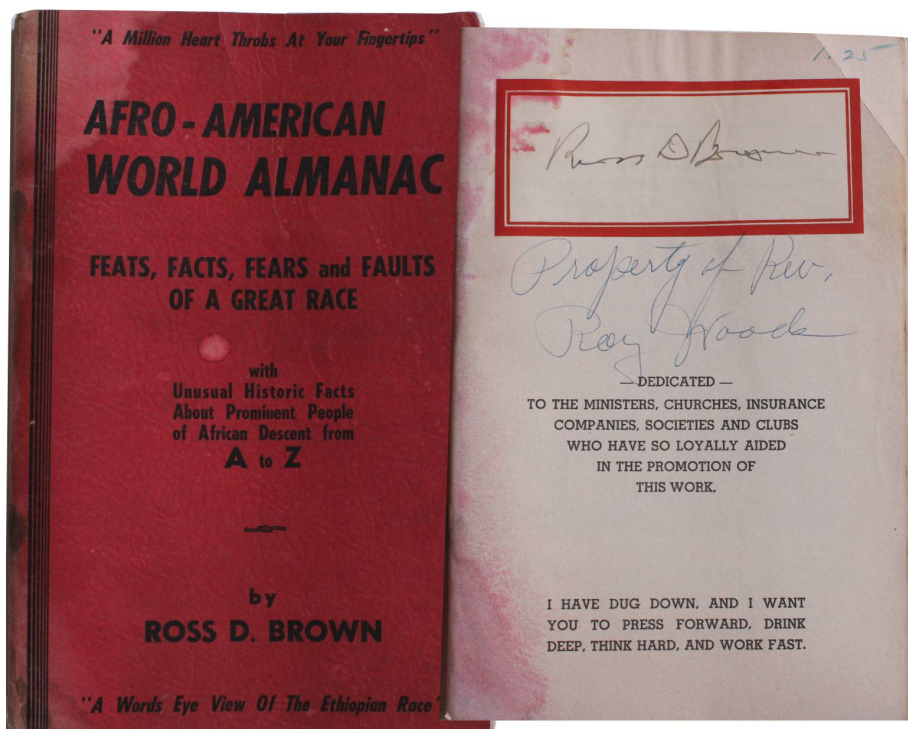 "A Million Heart Throbs At Your Fingertips"
AFRO-AMERICAN
WORLD ALMANAC
FEATS, FACTS, FEARS and FAULTS
OF A GREAT RACE
with
Unusual Historic Facts
About Prominent People
of African Descent from
A to Z
by
ROSS D. BROWN
"A Words Eye View Of The Ethiopian Race"
1.25
Ross D Brown
Property of Rev.
Roy Woods
— DEDICATED —
TO THE MINISTERS, CHURCHES, INSURANCE
COMPANIES, SOCIETIES AND CLUBS
WHO HAVE SO LOYALLY AIDED
IN THE PROMOTION OF
THIS WORK.
I HAVE DUG DOWN, AND I WANT
YOU TO PRESS FORWARD, DRINK
DEEP, THINK HARD, AND WORK FAST.